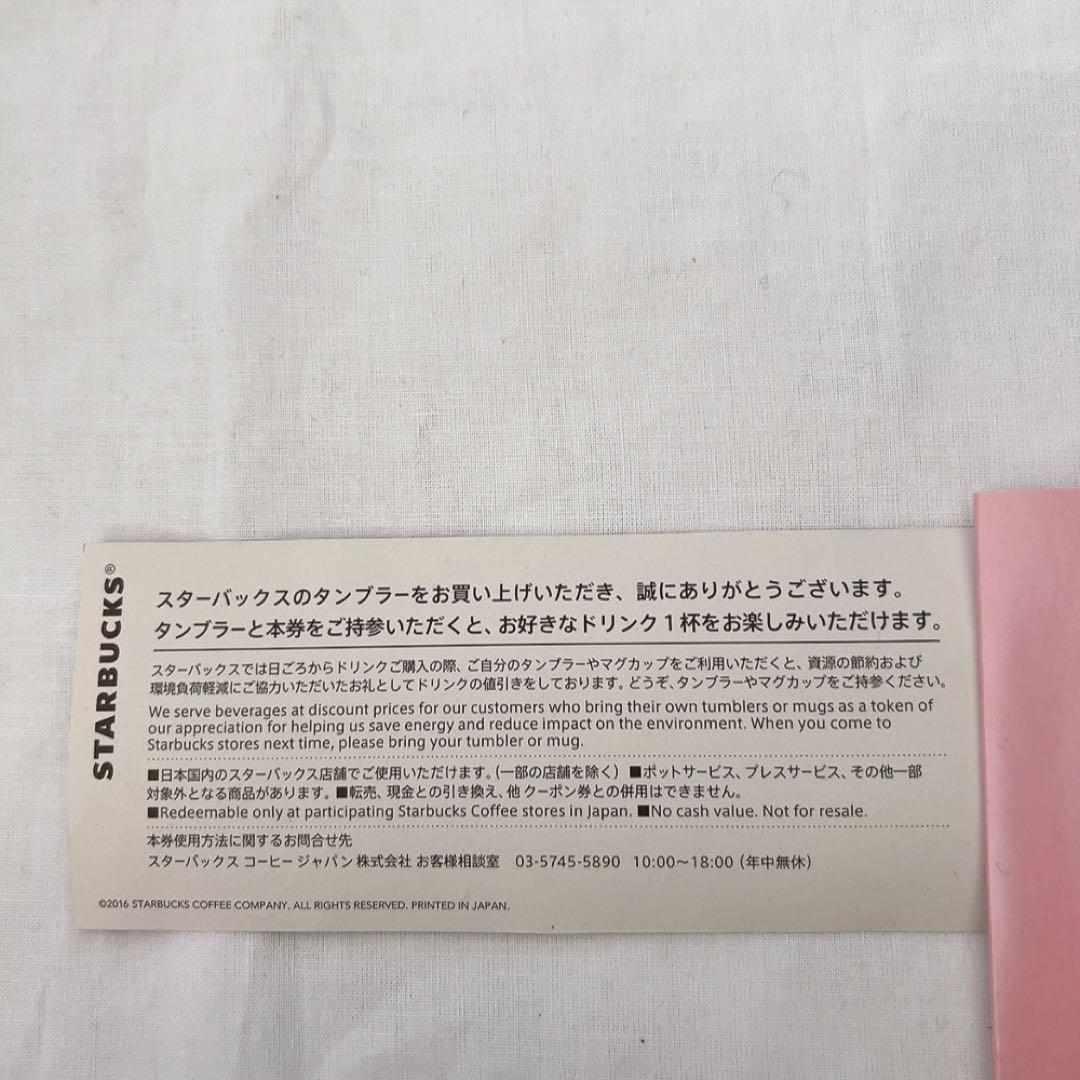 STARBUCKS®
スターバックスのタンブラーをお買い上げいただき、誠にありがとうございます。
タンブラーと本券をご持参いただくと、お好きなドリンク1杯をお楽しみいただけます。
スターバックスでは日ごろからドリンクご購入の際、ご自分のタンブラーやマグカップをご利用いただくと、資源の節約および
環境負荷軽減にご協力いただいたお礼としてドリンクの値引きをしております。どうぞ、タンブラーやマグカップをご持参ください。
We serve beverages at discount prices for our customers who bring their own tumblers or mugs as a token of
our appreciation for helping us save energy and reduce impact on the environment. When you come to
Starbucks stores next time, please bring your tumbler or mug.
■日本国内のスターバックス店舗でご使用いただけます。(一部の店舗を除く) ■ポットサービス、プレスサービス、その他一部
対象外となる商品があります。■転売、現金との引き換え、他クーポン券との併用はできません。
■Redeemable only at participating Starbucks Coffee stores in Japan. ■No cash value. Not for resale.
本券使用方法に関するお問合せ先
スターバックス コーヒー ジャパン 株式会社 お客様相談室 03-5745-5890 10:00〜18:00 (年中無休)
©2016 STARBUCKS COFFEE COMPANY. ALL RIGHTS RESERVED. PRINTED IN JAPAN.